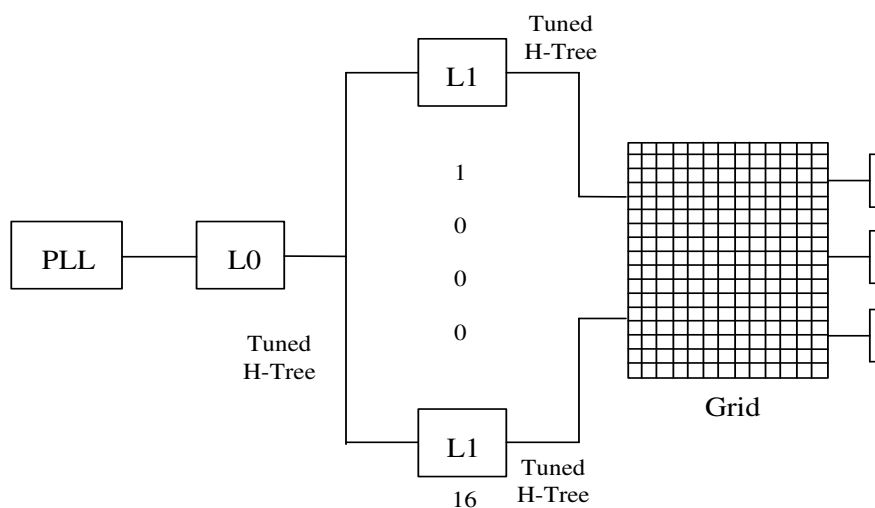 Tuned
H-Tree
L1
1
0
0
0
PLL
L0
Tuned
H-Tree
Grid
L1
16
Tuned
H-Tree